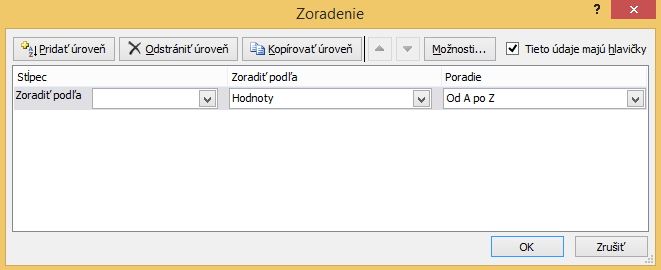 Zoradenie
Pridať úroveň Odstrániť úroveň Kopírovať úroveň Možnosti... Tieto údaje majú hlavičky
Stĺpec Zoradiť podľa Poradie
Zoradiť podľa Hodnoty Od A po Z
OK Zrušiť